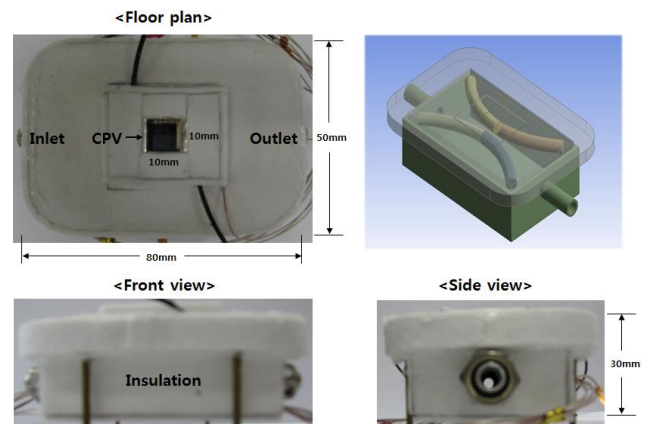 <Floor plan>
Inlet
CPV
10mm
10mm
Outlet
50mm
80mm
<Front view>
<Side view>
Insulation
30mm